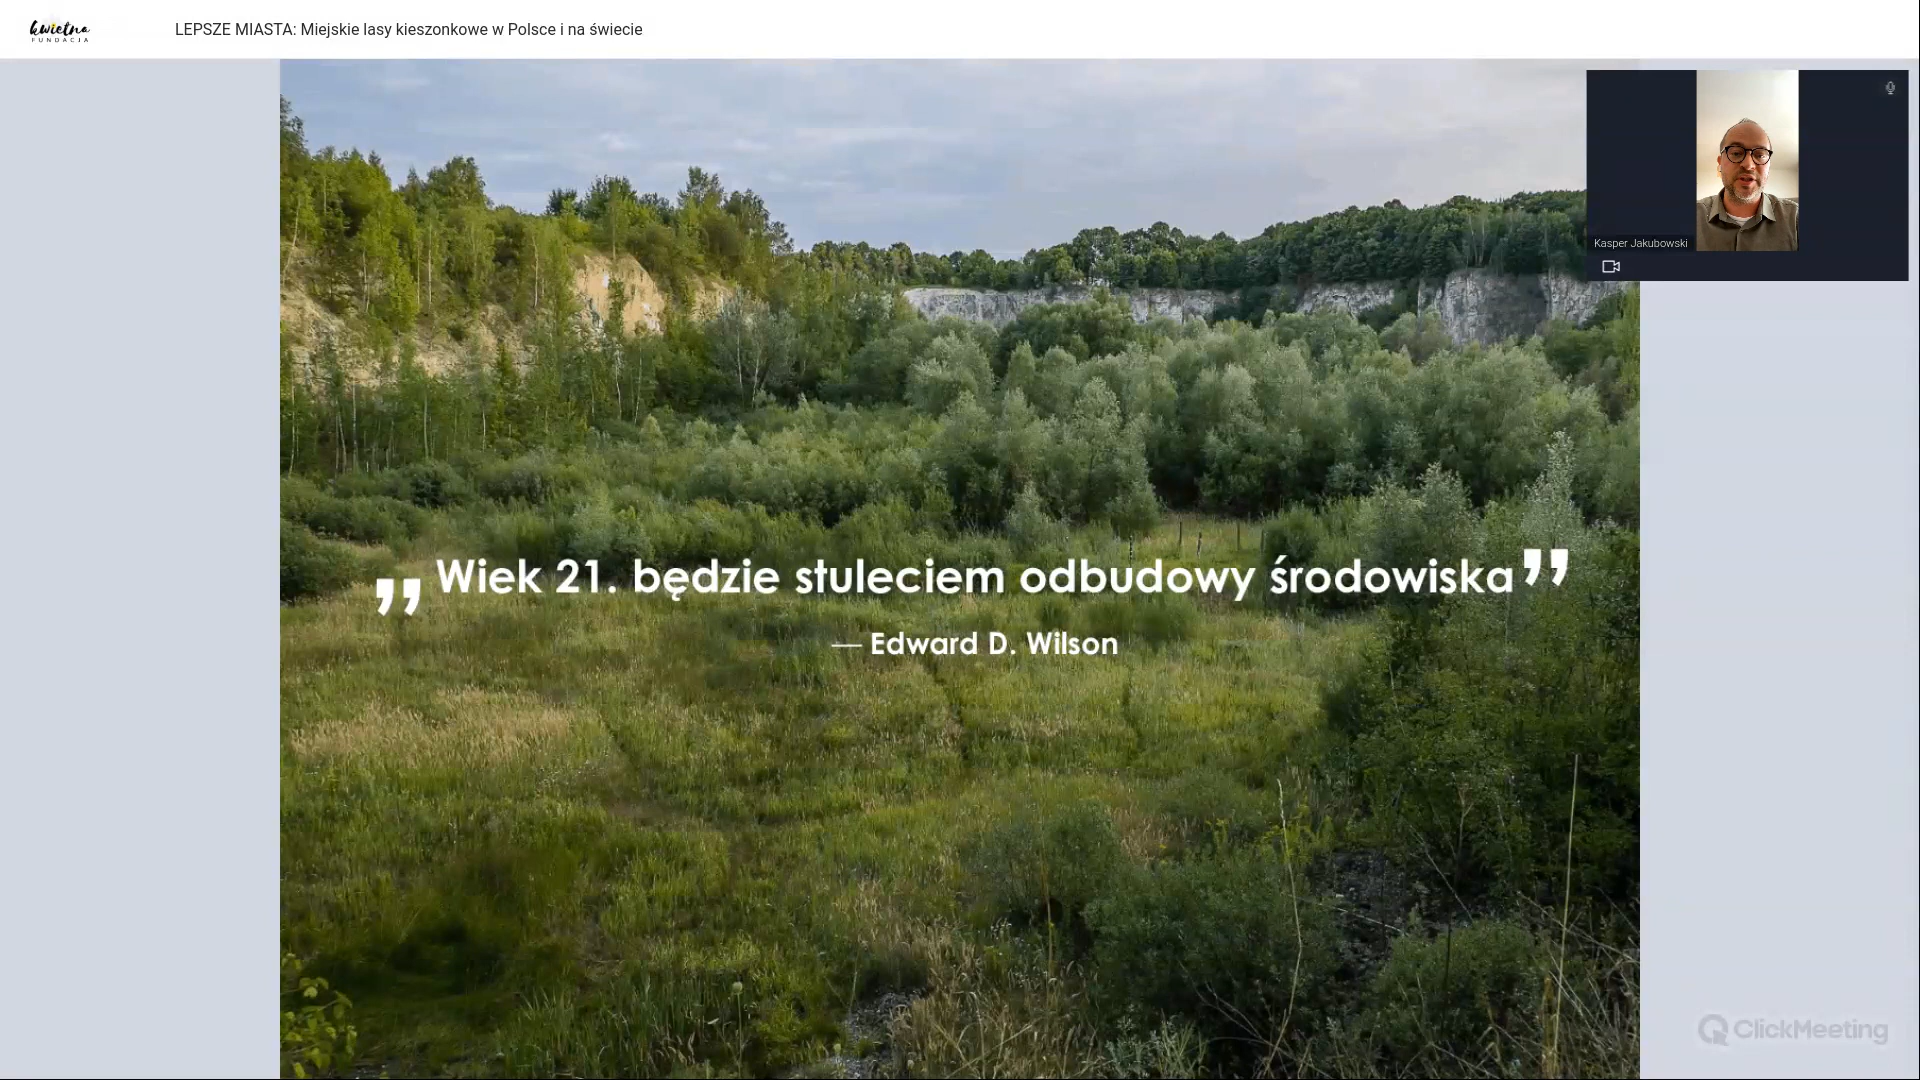 kwietna
FUNDACJA
LEPSZE MIASTA: Miejskie lasy kieszonkowe w Polsce i na świecie
Kasper Jakubowski
„Wiek 21. będzie stuleciem odbudowy środowiska”
— Edward D. Wilson
ClickMeeting